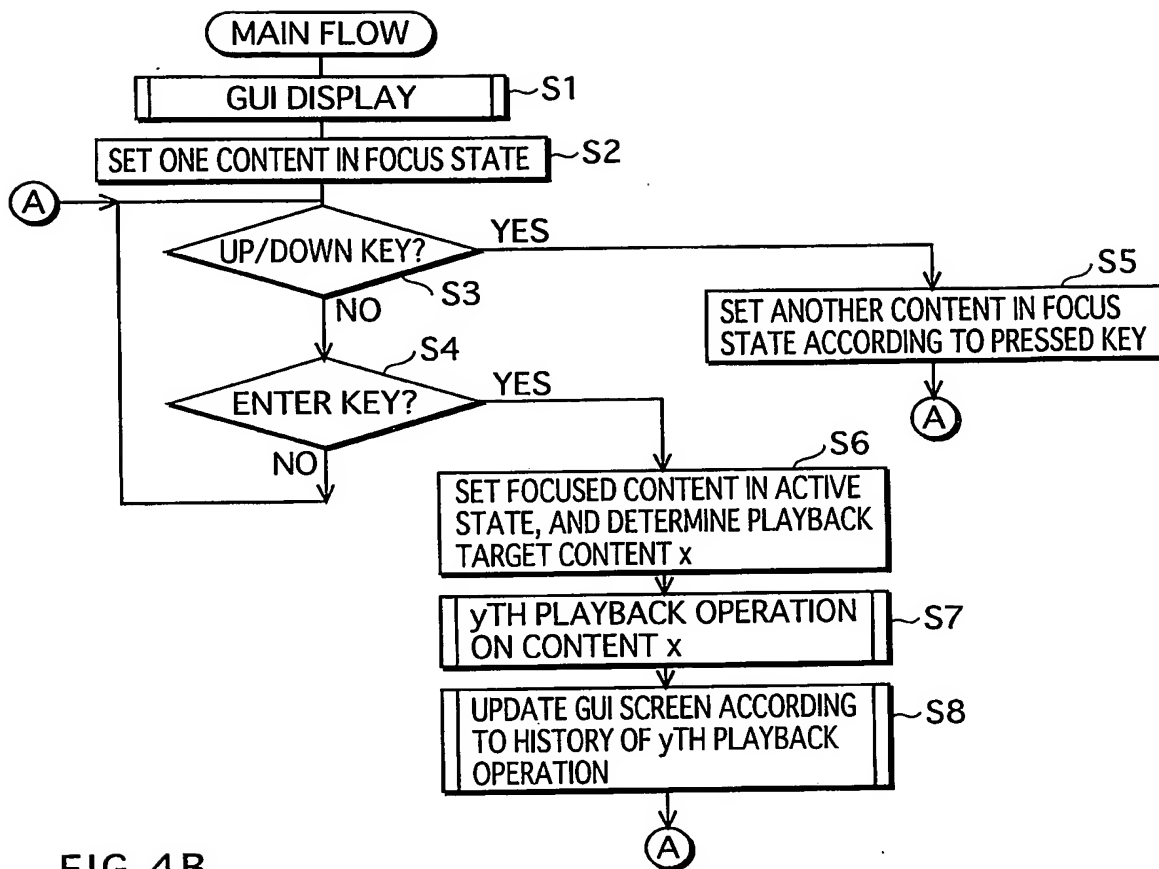 MAIN FLOW
GUI DISPLAY
S1
SET ONE CONTENT IN FOCUS STATE
S2
A
UP/DOWN KEY?
YES
S3
NO
S5
SET ANOTHER CONTENT IN FOCUS
STATE ACCORDING TO PRESSED KEY
A
S4
ENTER KEY?
YES
NO
S6
SET FOCUSED CONTENT IN ACTIVE
STATE, AND DETERMINE PLAYBACK
TARGET CONTENT x
yTH PLAYBACK OPERATION
ON CONTENT x
S7
UPDATE GUI SCREEN ACCORDING
TO HISTORY OF yTH PLAYBACK
OPERATION
S8
A
FIG. 4B